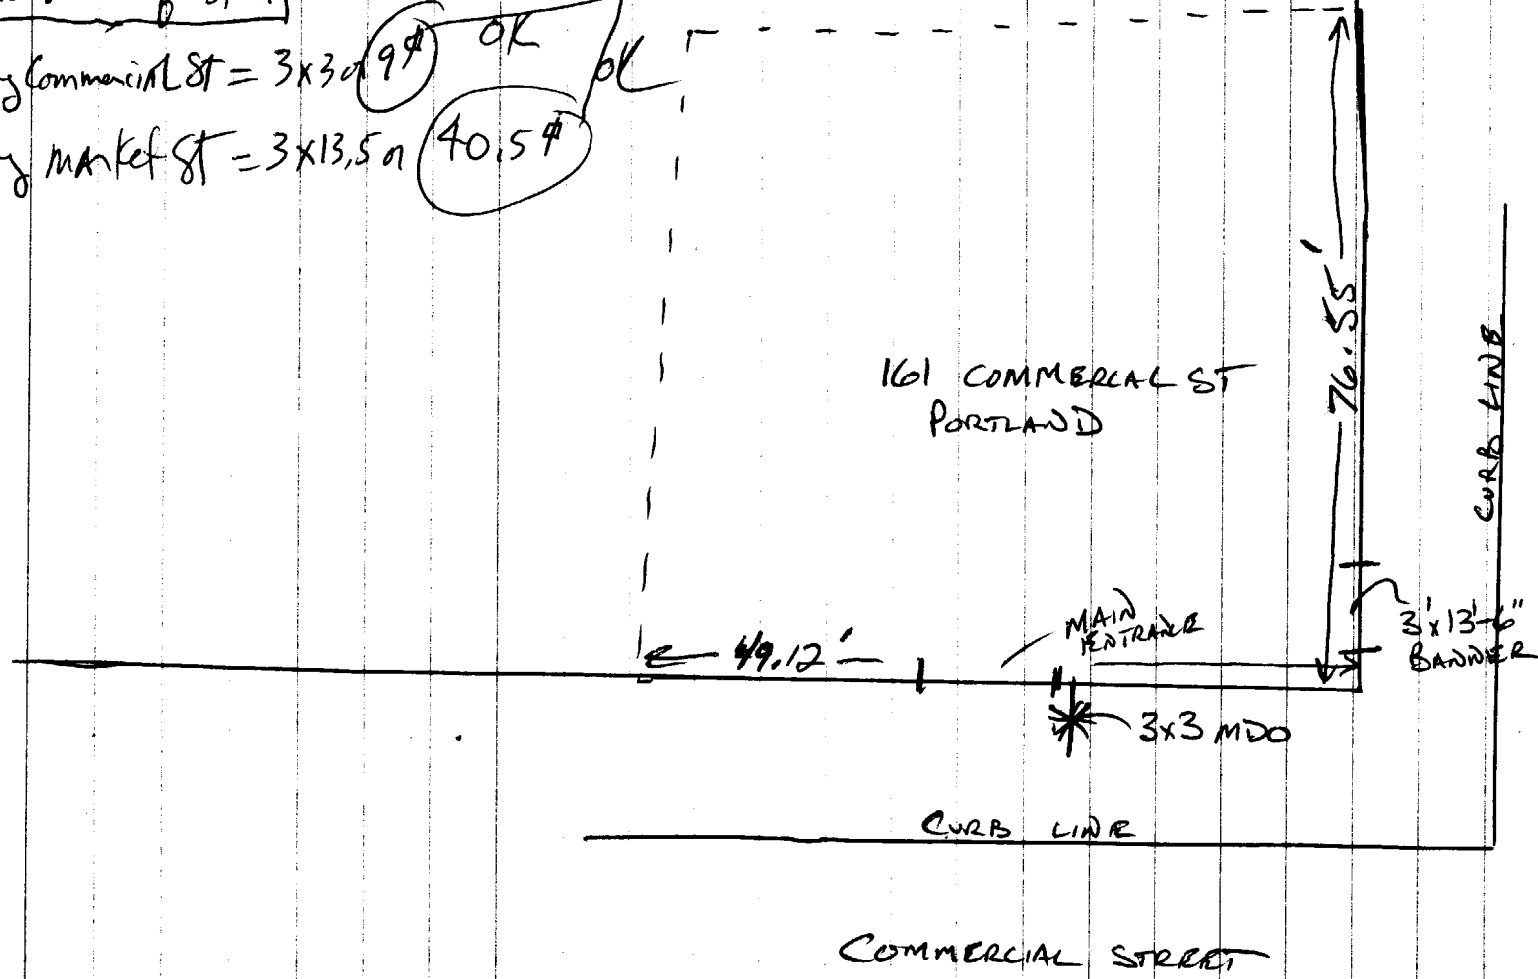 Commercial St = 3x3 or 9⌗ OK
OK
Market St = 3x13.5 or 40.5⌗
76.55'
161 COMMERCAL ST
PORTLAND
CURB LINE
3'x13'-6"
BANNER
MAIN
ENTRANCE
49.12'
3x3 MDO
CURB LINE
COMMERCIAL STREET